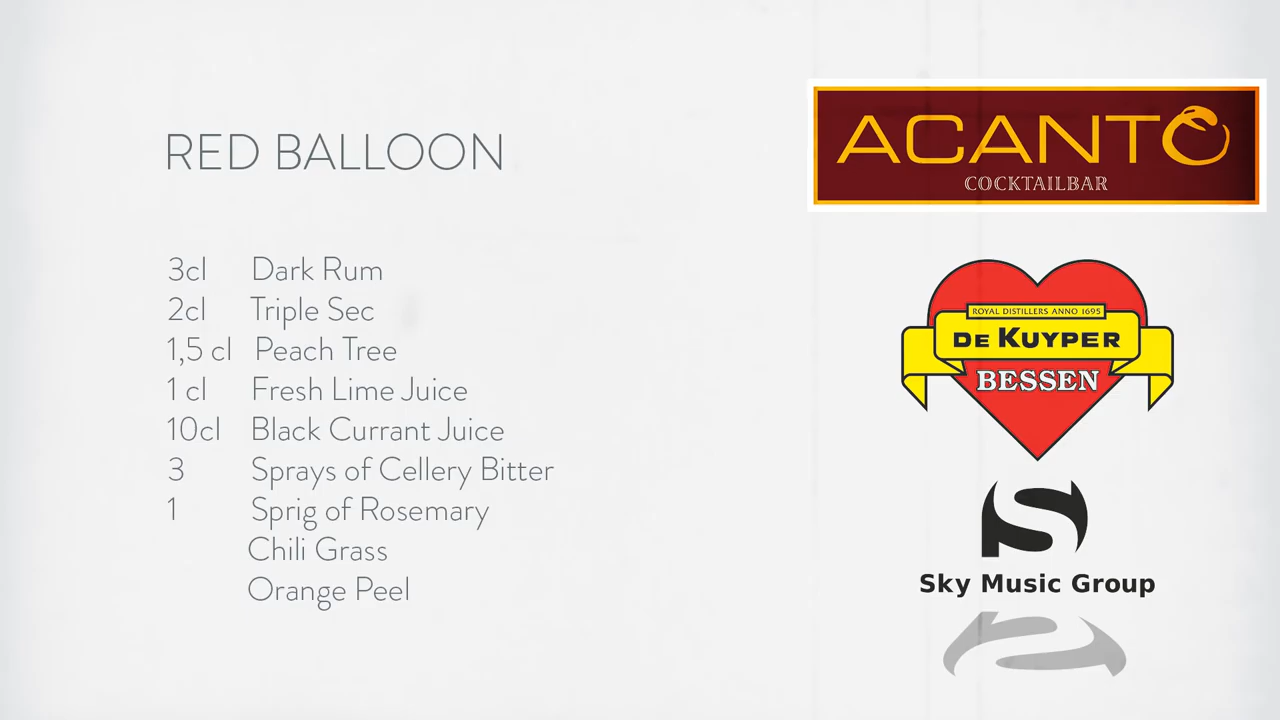 RED BALLOON
3cl Dark Rum
2cl Triple Sec
1,5 cl Peach Tree
1 cl Fresh Lime Juice
10cl Black Currant Juice
3 Sprays of Cellery Bitter
1 Sprig of Rosemary
Chili Grass
Orange Peel
ACANTO
COCKTAILBAR
ROYAL DISTILLERS ANNO 1695
DE KUYPER
BESSEN
S
Sky Music Group